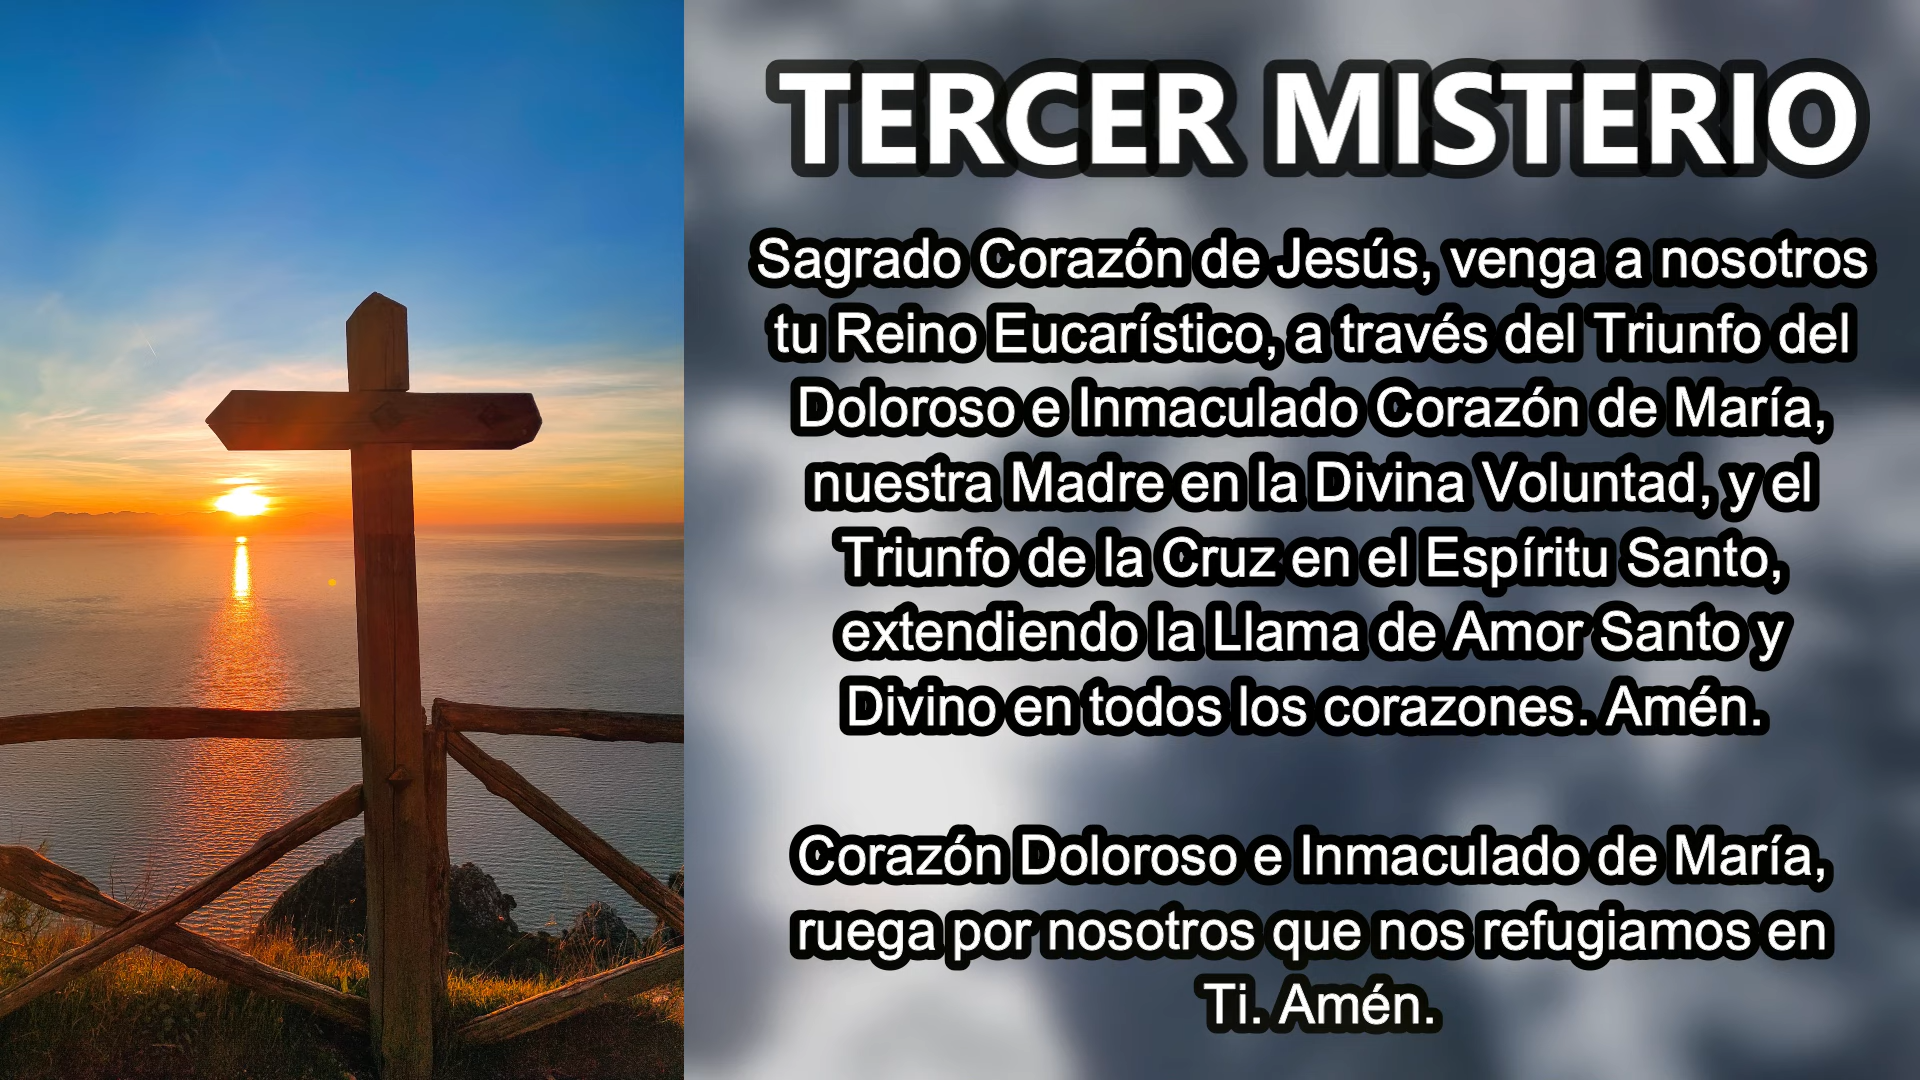 TERCER MISTERIO
Sagrado Corazón de Jesús, venga a nosotros
tu Reino Eucarístico, a través del Triunfo del
Doloroso e Inmaculado Corazón de María,
nuestra Madre en la Divina Voluntad, y el
Triunfo de la Cruz en el Espíritu Santo,
extendiendo la Llama de Amor Santo y
Divino en todos los corazones. Amén.
Corazón Doloroso e Inmaculado de María,
ruega por nosotros que nos refugiamos en
Ti. Amén.